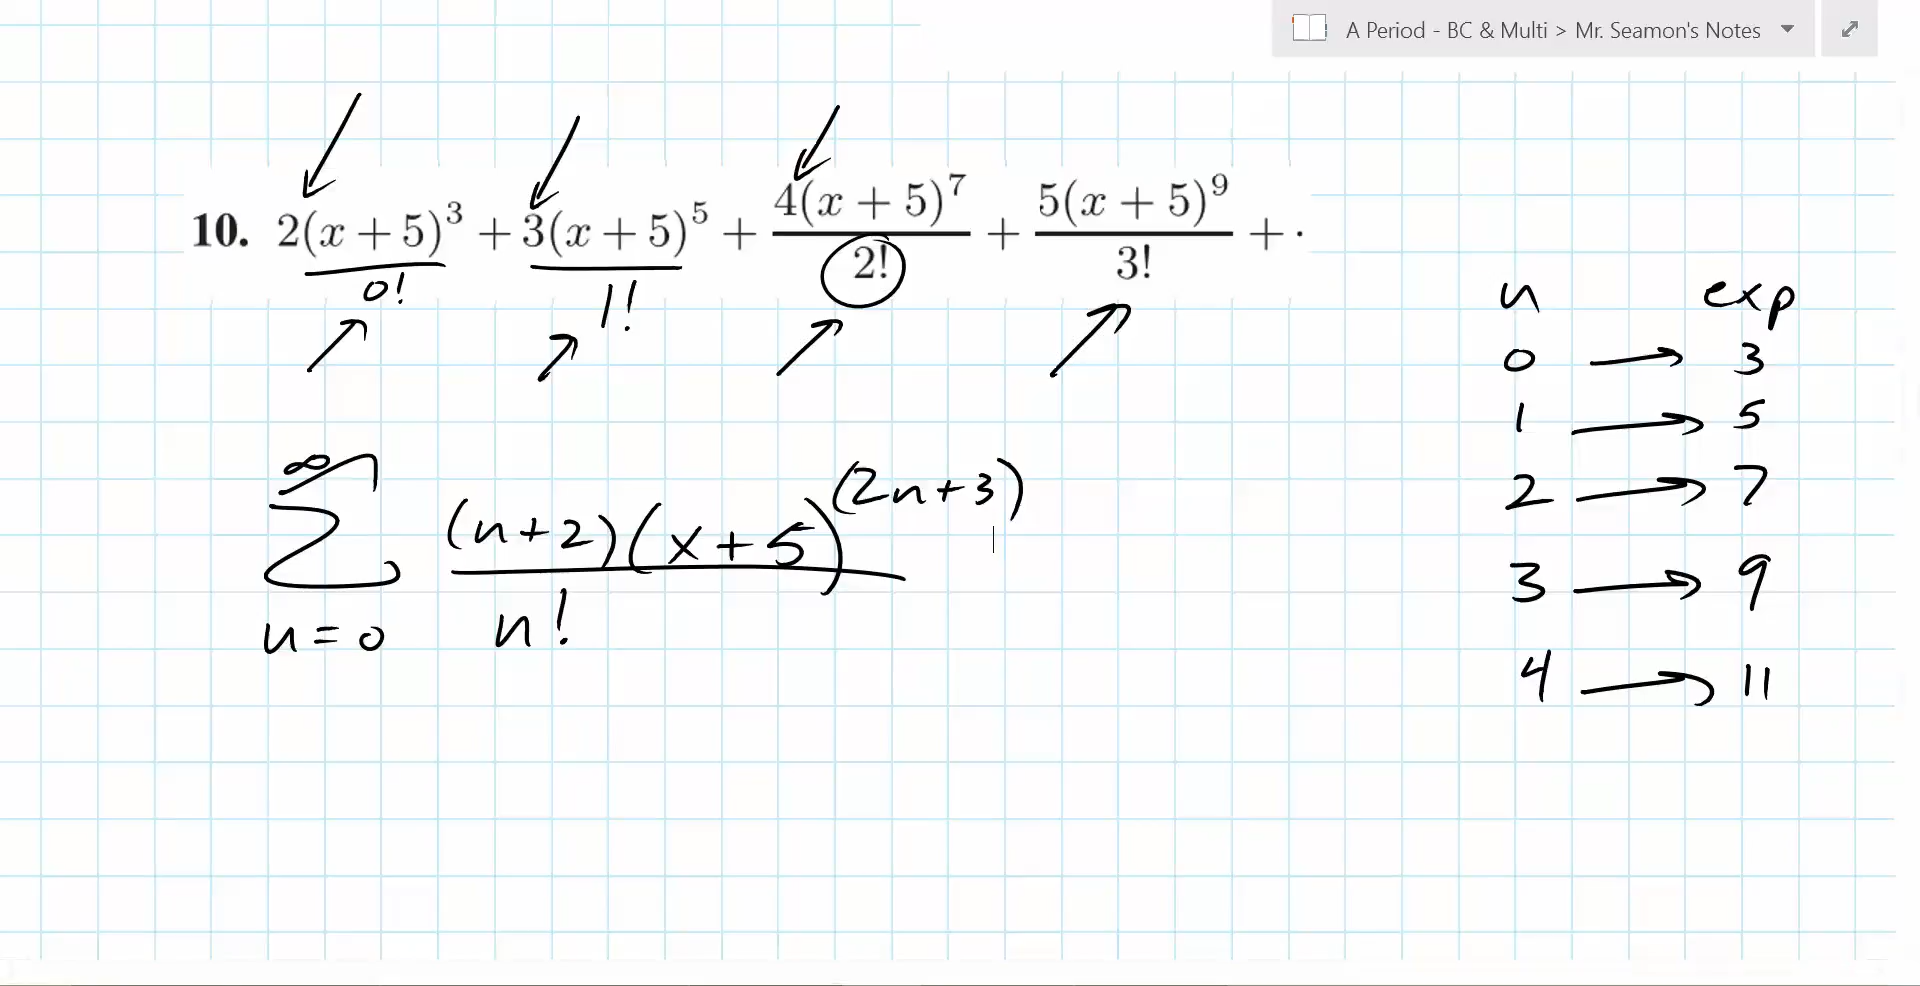 A Period - BC & Multi > Mr. Seamon's Notes
10. 2(x + 5)^3 + 3(x + 5)^5 + 4(x + 5)^7 / 2! + 5(x + 5)^9 / 3! + ·
0! 1!
n exp
0 → 3
1 → 5
2 → 7
3 → 9
4 → 11
∞
∑ (n+2)(x+5)^(2n+3)
n=0 n!